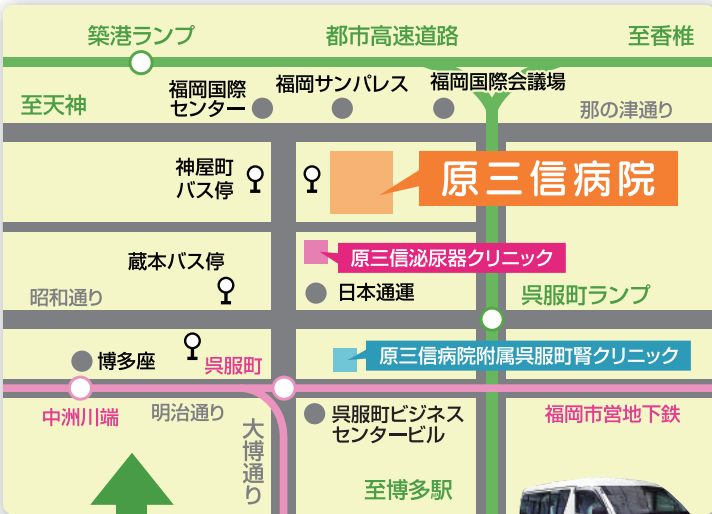 築港ランプ
都市高速道路
至香椎
福岡国際
センター
福岡サンパレス
福岡国際会議場
至天神
那の津通り
神屋町
バス停
原三信病院
蔵本バス停
原三信泌尿器クリニック
昭和通り
日本通運
呉服町ランプ
博多座
呉服町
原三信病院附属呉服町腎クリニック
中洲川端
明治通り
大博通り
呉服町ビジネス
センタービル
福岡市営地下鉄
至博多駅